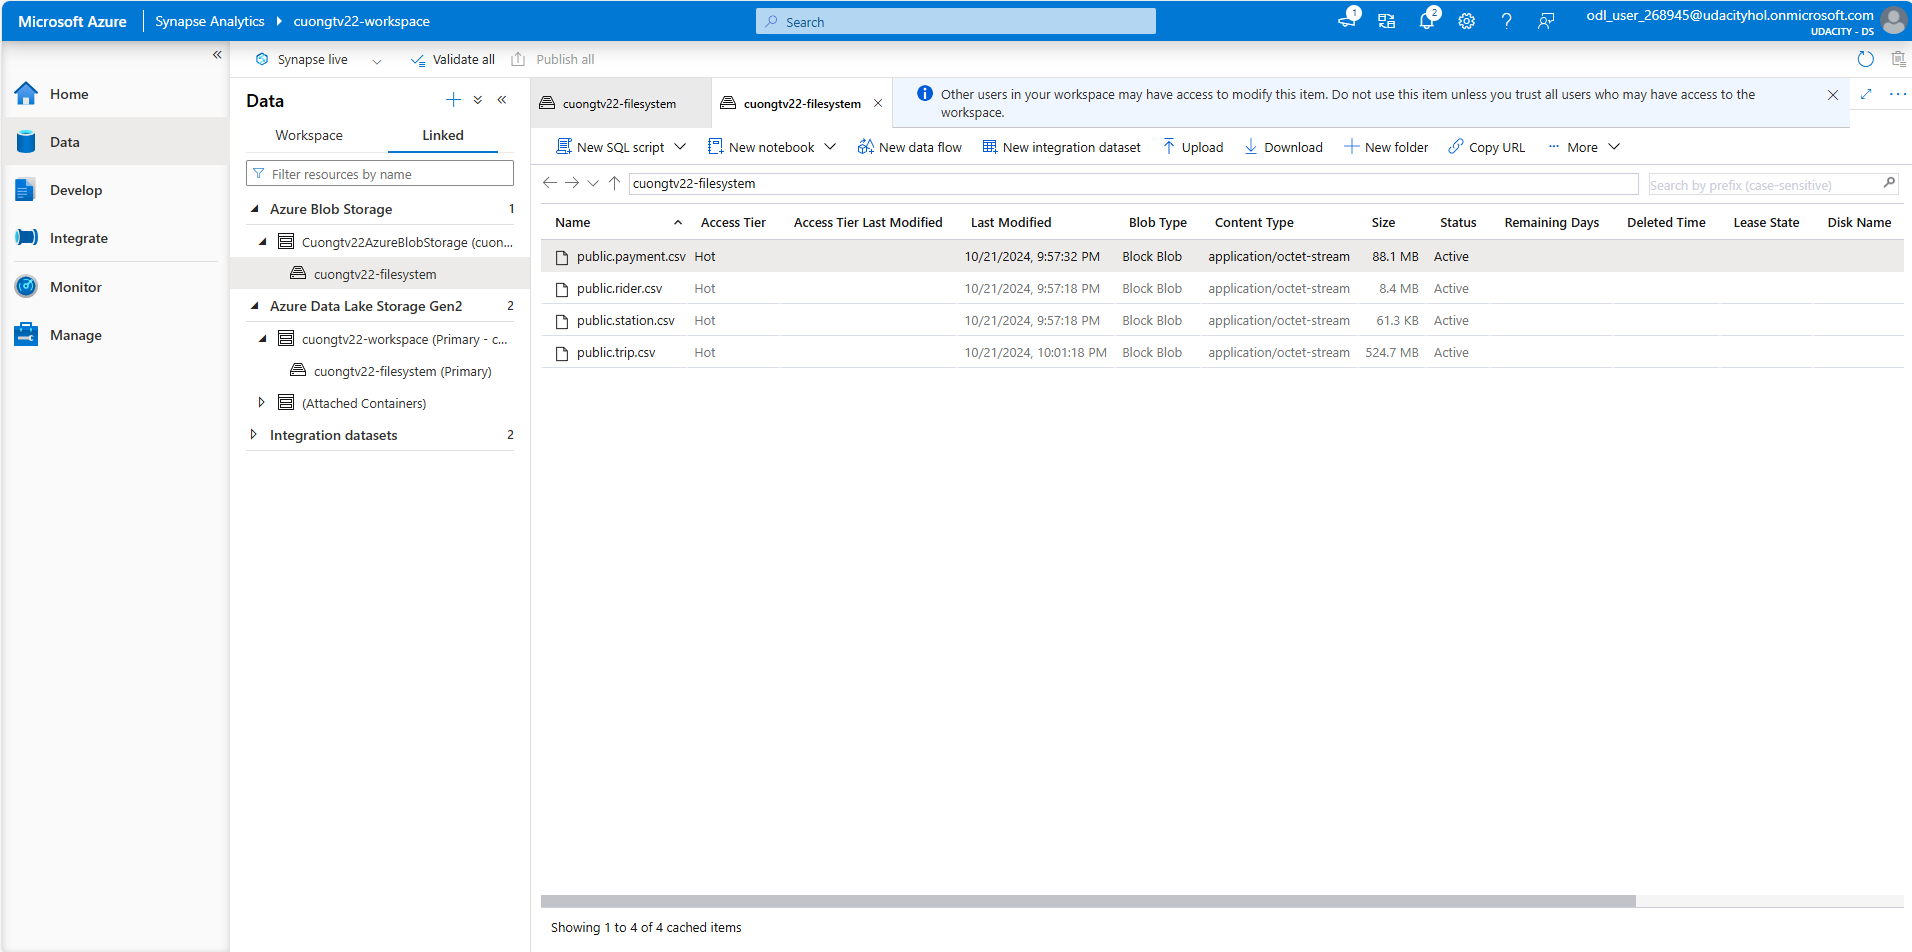 Microsoft Azure
Synapse Analytics
cuongtv22-workspace
Search
1
2
odl_user_268945@udacityhol.onmicrosoft.com
UDACITY - DS
Synapse live
Validate all
Publish all
Home
Data
Develop
Integrate
Monitor
Manage
Data
Workspace
Linked
Filter resources by name
Azure Blob Storage 1
Cuongtv22AzureBlobStorage (cuon...
cuongtv22-filesystem
Azure Data Lake Storage Gen2 2
cuongtv22-workspace (Primary - c...
cuongtv22-filesystem (Primary)
(Attached Containers)
Integration datasets 2
cuongtv22-filesystem
cuongtv22-filesystem
Other users in your workspace may have access to modify this item. Do not use this item unless you trust all users who may have access to the
workspace.
New SQL script
New notebook
New data flow
New integration dataset
Upload
Download
New folder
Copy URL
More
cuongtv22-filesystem
Search by prefix (case-sensitive)
Name Access Tier Access Tier Last Modified Last Modified Blob Type Content Type Size Status Remaining Days Deleted Time Lease State Disk Name
public.payment.csv Hot 10/21/2024, 9:57:32 PM Block Blob application/octet-stream 88.1 MB Active
public.rider.csv Hot 10/21/2024, 9:57:18 PM Block Blob application/octet-stream 8.4 MB Active
public.station.csv Hot 10/21/2024, 9:57:18 PM Block Blob application/octet-stream 61.3 KB Active
public.trip.csv Hot 10/21/2024, 10:01:18 PM Block Blob application/octet-stream 524.7 MB Active
Showing 1 to 4 of 4 cached items